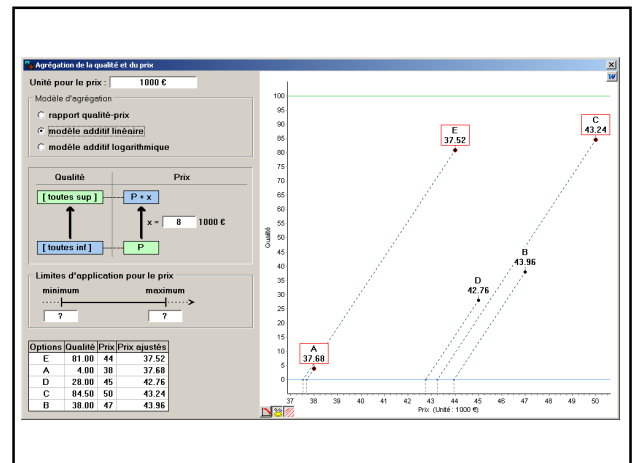 Agrégation de la qualité et du prix
Unité pour le prix : 1000 €
Modèle d'agrégation
rapport qualité-prix
modèle additif linéaire
modèle additif logarithmique
Qualité Prix
[ toutes sup ] P + x
x = 8 1000 €
[ toutes inf ] P
Limites d'application pour le prix
minimum maximum
? ?
Options Qualité Prix Prix ajustés
E 81.00 44 37.52
A 4.00 38 37.68
D 28.00 45 42.76
C 84.50 50 43.24
B 38.00 47 43.96
100
95
90
85
80
75
70
65
60
55
50
45
40
35
30
25
20
15
10
5
0
Qualité
E
37.52
C
43.24
B
43.96
D
42.76
A
37.68
37 38 39 40 41 42 43 44 45 46 47 48 49 50
Prix (Unité : 1000 €)